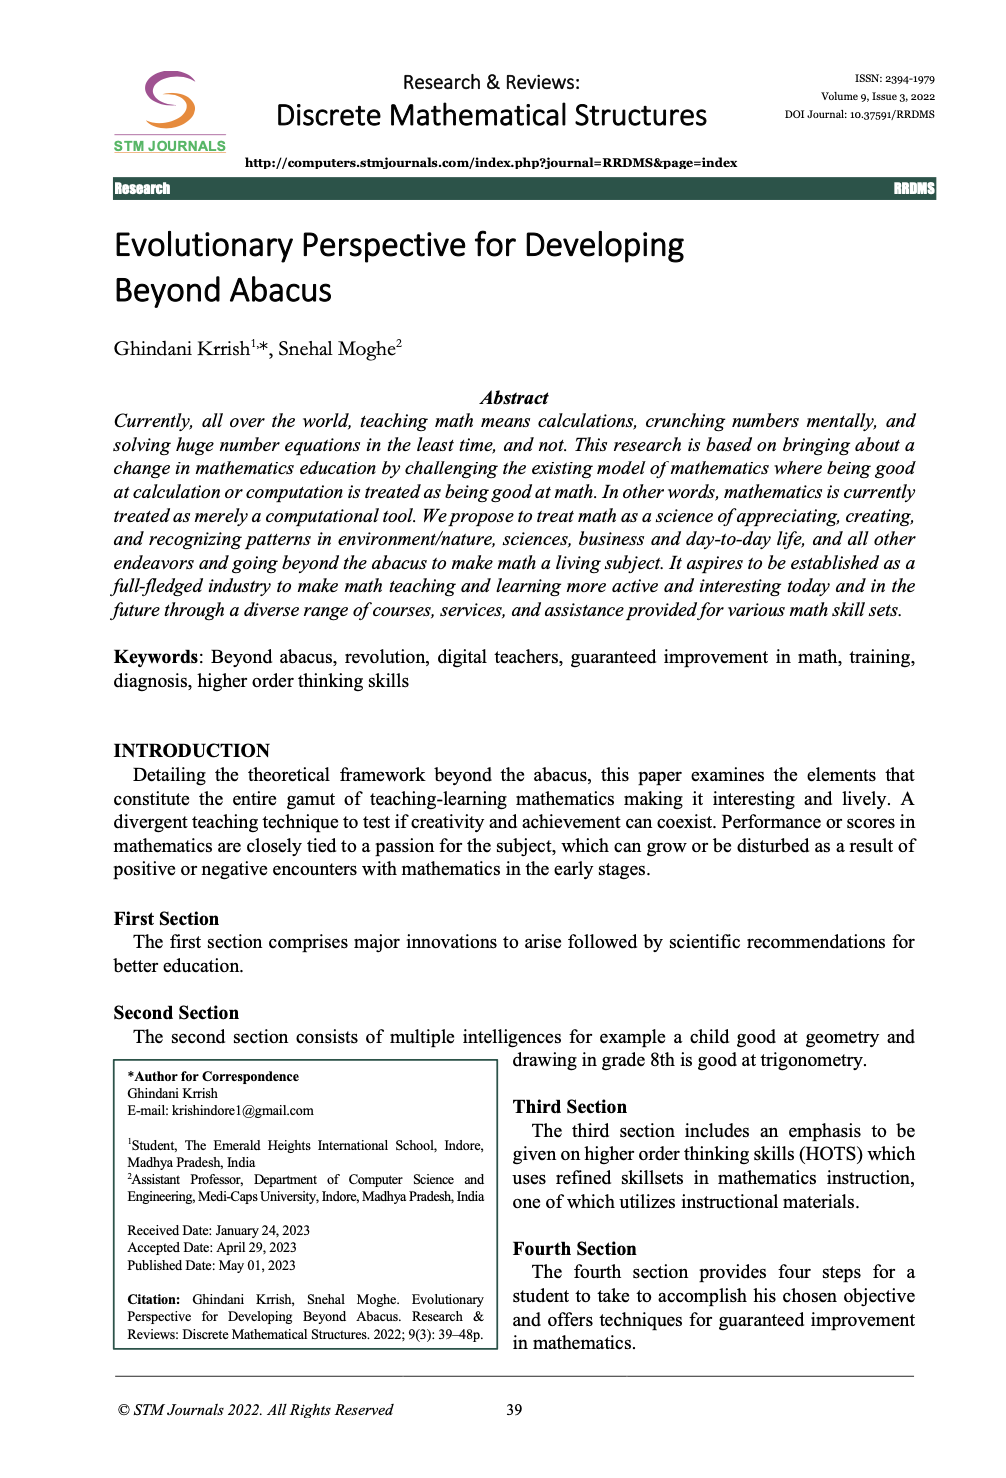 STM JOURNALS
Research & Reviews:
Discrete Mathematical Structures
http://computers.stmjournals.com/index.php?journal=RRDMS&page=index
ISSN: 2394-1979
Volume 9, Issue 3, 2022
DOI Journal: 10.37591/RRDMS
Research RRDMS
Evolutionary Perspective for Developing
Beyond Abacus
Ghindani Krrish1,*, Snehal Moghe2
Abstract
Currently, all over the world, teaching math means calculations, crunching numbers mentally, and
solving huge number equations in the least time, and not. This research is based on bringing about a
change in mathematics education by challenging the existing model of mathematics where being good
at calculation or computation is treated as being good at math. In other words, mathematics is currently
treated as merely a computational tool. We propose to treat math as a science of appreciating, creating,
and recognizing patterns in environment/nature, sciences, business and day-to-day life, and all other
endeavors and going beyond the abacus to make math a living subject. It aspires to be established as a
full-fledged industry to make math teaching and learning more active and interesting today and in the
future through a diverse range of courses, services, and assistance provided for various math skill sets.
Keywords: Beyond abacus, revolution, digital teachers, guaranteed improvement in math, training,
diagnosis, higher order thinking skills
INTRODUCTION
Detailing the theoretical framework beyond the abacus, this paper examines the elements that
constitute the entire gamut of teaching-learning mathematics making it interesting and lively. A
divergent teaching technique to test if creativity and achievement can coexist. Performance or scores in
mathematics are closely tied to a passion for the subject, which can grow or be disturbed as a result of
positive or negative encounters with mathematics in the early stages.
First Section
The first section comprises major innovations to arise followed by scientific recommendations for
better education.
Second Section
The second section consists of multiple intelligences for example a child good at geometry and
drawing in grade 8th is good at trigonometry.
Third Section
The third section includes an emphasis to be
given on higher order thinking skills (HOTS) which
uses refined skillsets in mathematics instruction,
one of which utilizes instructional materials.
Fourth Section
The fourth section provides four steps for a
student to take to accomplish his chosen objective
and offers techniques for guaranteed improvement
in mathematics.
*Author for Correspondence
Ghindani Krrish
E-mail: krishindore1@gmail.com
1Student, The Emerald Heights International School, Indore,
Madhya Pradesh, India
2Assistant Professor, Department of Computer Science and
Engineering, Medi-Caps University, Indore, Madhya Pradesh, India
Received Date: January 24, 2023
Accepted Date: April 29, 2023
Published Date: May 01, 2023
Citation: Ghindani Krrish, Snehal Moghe. Evolutionary
Perspective for Developing Beyond Abacus. Research &
Reviews: Discrete Mathematical Structures. 2022; 9(3): 39–48p.
© STM Journals 2022. All Rights Reserved 39